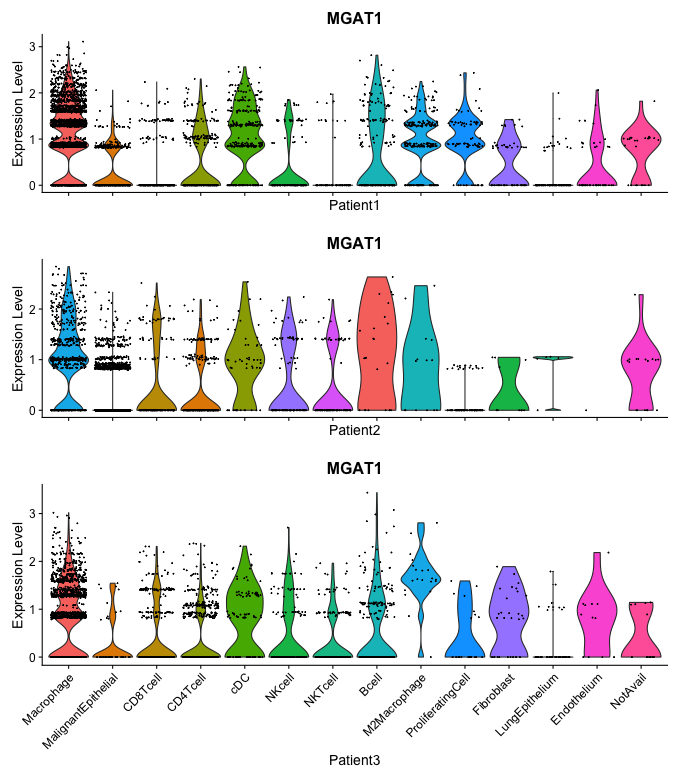 MGAT1
Expression Level
3
2
1
0
Patient1
MGAT1
Expression Level
2
1
0
Patient2
MGAT1
Expression Level
3
2
1
0
Macrophage
MalignantEpithelial
CD8Tcell
CD4Tcell
cDC
NKcell
NKTcell
Bcell
M2Macrophage
ProliferatingCell
Fibroblast
LungEpithelium
Endothelium
NotAvail
Patient3